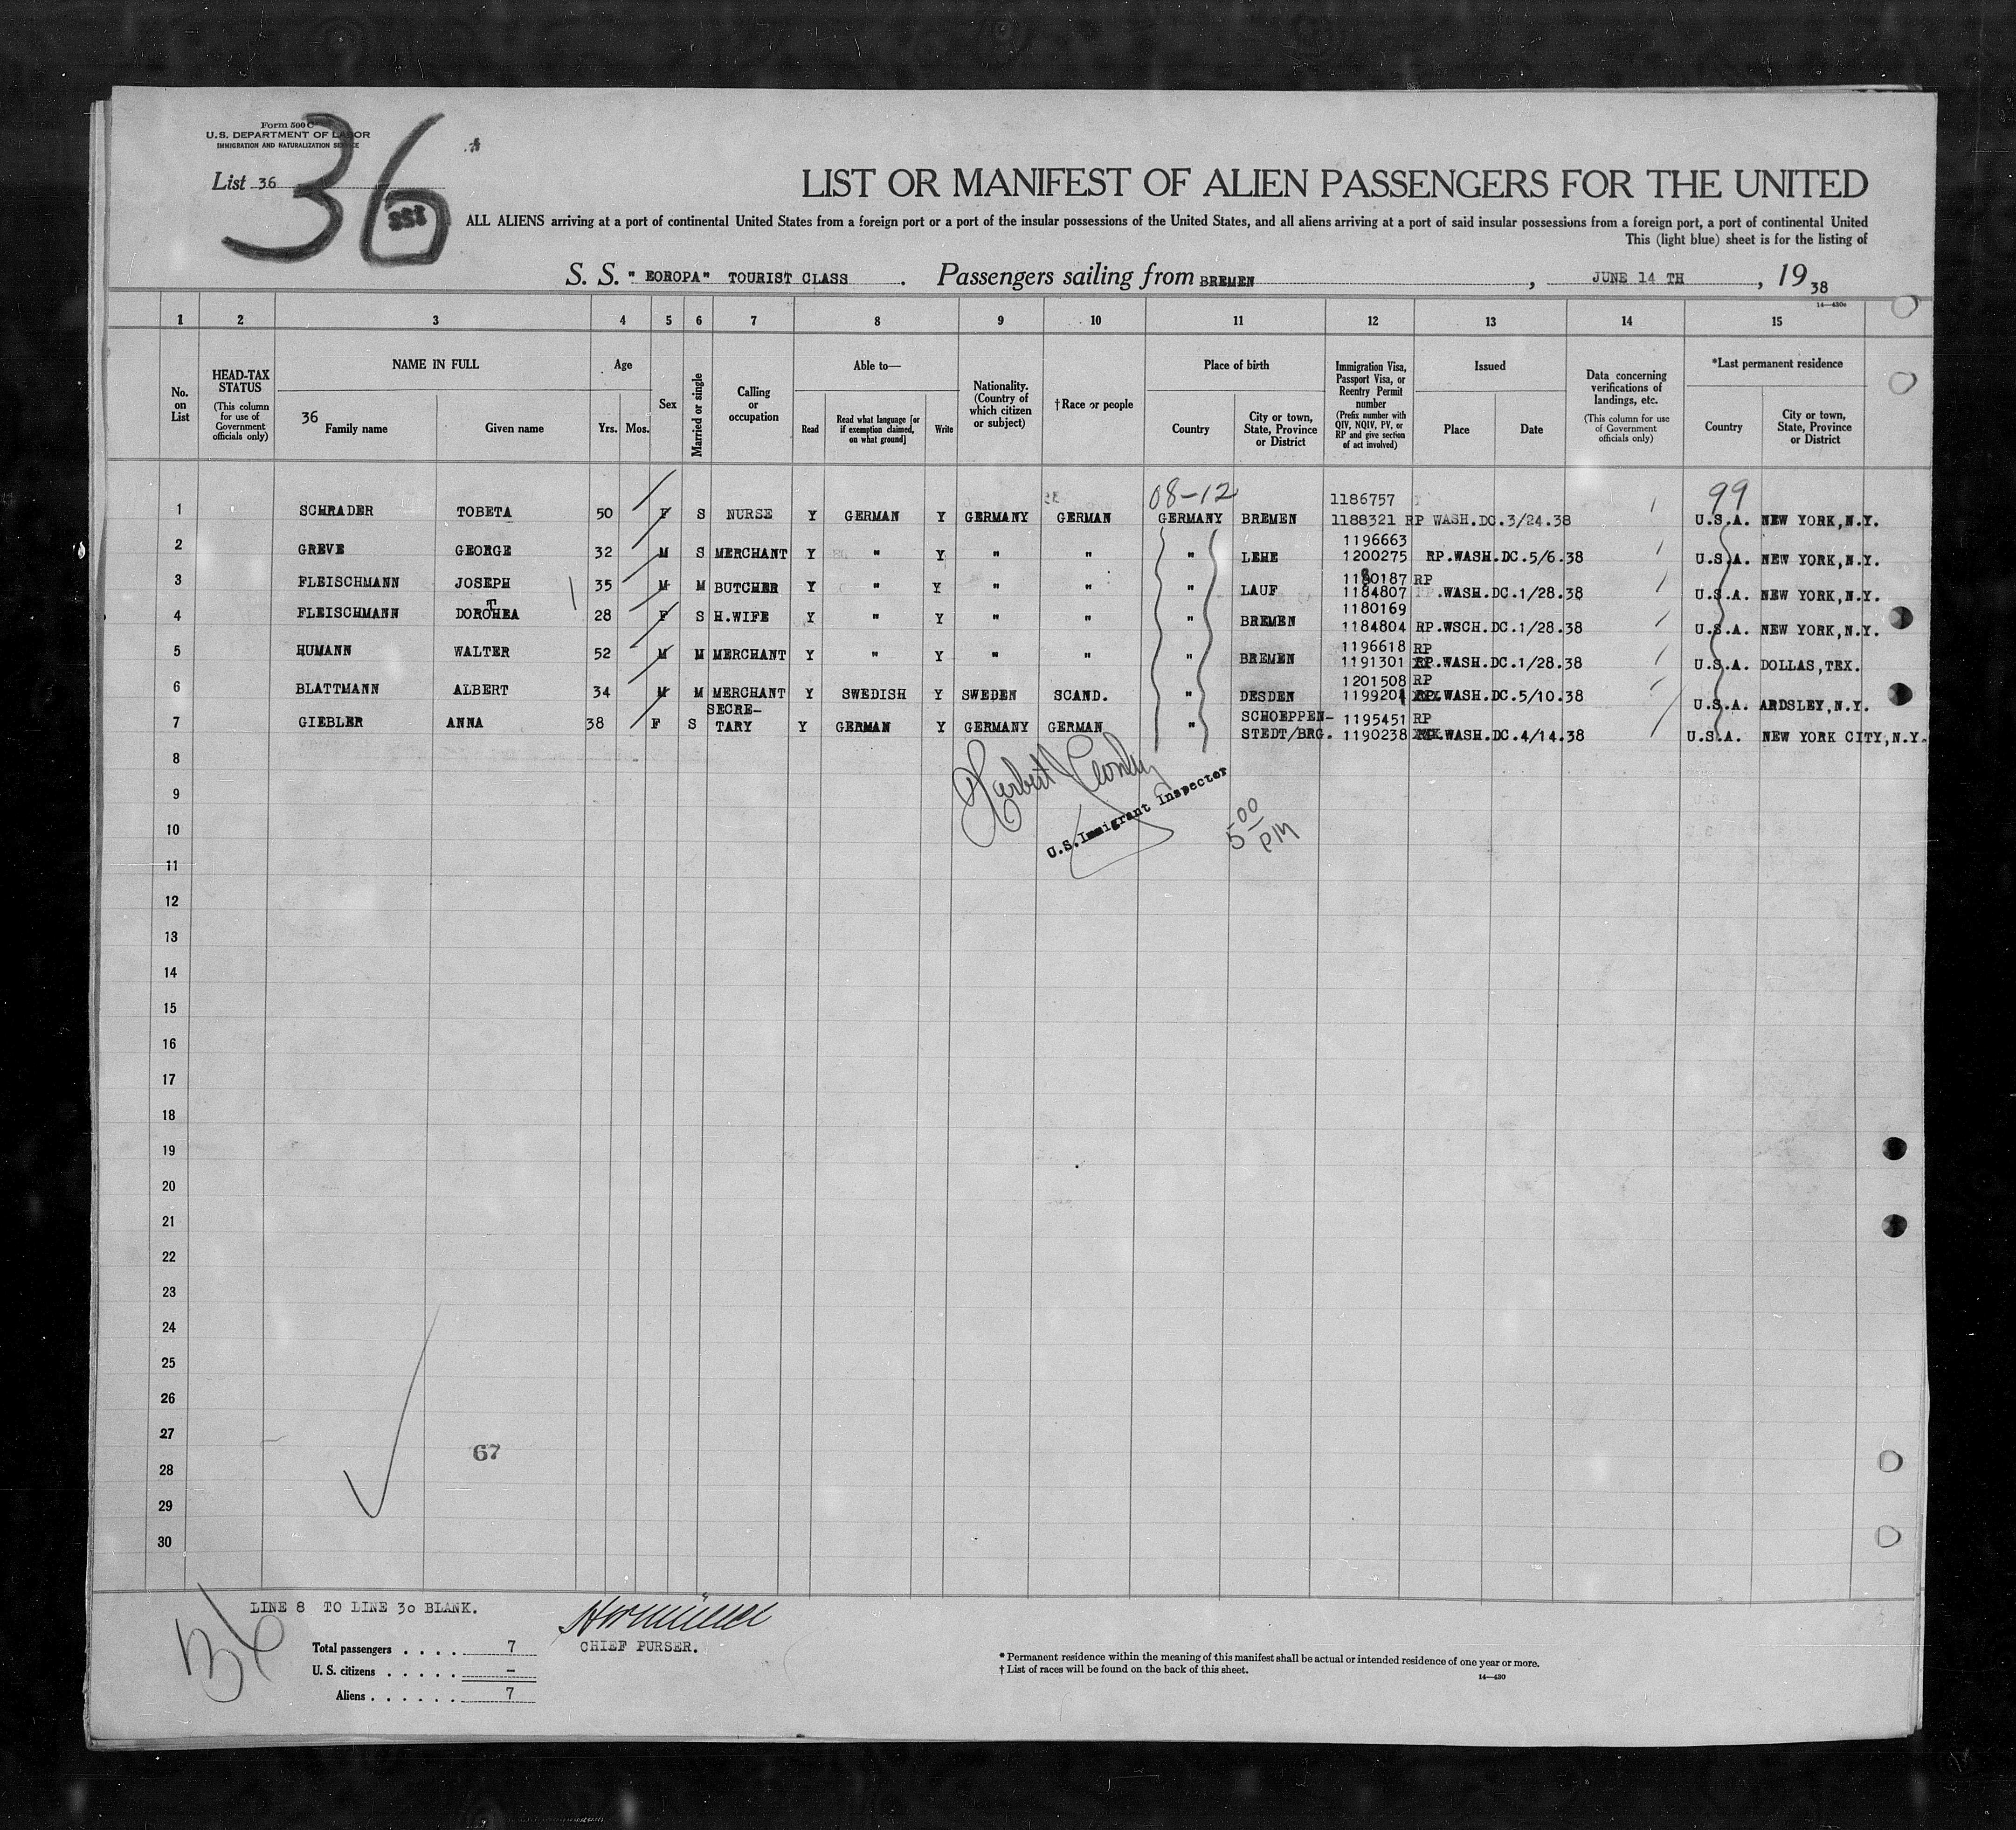 Form 500 C
U.S. DEPARTMENT OF LABOR
IMMIGRATION AND NATURALIZATION SERVICE
List 36
36
LIST OR MANIFEST OF ALIEN PASSENGERS FOR THE UNITED
ALL ALIENS arriving at a port of continental United States from a foreign port or a port of the insular possessions of the United States, and all aliens arriving at a port of said insular possessions from a foreign port, a port of continental United
This (light blue) sheet is for the listing of
S. S. "EOROPA" TOURIST CLASS . Passengers sailing from BREMEN , JUNE 14 TH , 19 38
14—430c
1 2 3 4 5 6 7 8 9 10 11 12 13 14 15
No. on List
HEAD-TAX STATUS (This column for use of Government officials only)
NAME IN FULL
36 Family name
Given name
Age
Yrs. Mos.
Sex
Married or single
Calling or occupation
Able to—
Read
Read what language [or if exemption claimed, on what ground]
Write
Nationality. (Country of which citizen or subject)
†Race or people
Place of birth
Country
City or town, State, Province or District
Immigration Visa, Passport Visa, or Reentry Permit number (Prefix number with QIV, NQIV, PV, or RP and give section of act involved)
Issued
Place
Date
Data concerning verifications of landings, etc. (This column for use of Government officials only)
*Last permanent residence
Country
City or town, State, Province or District
08-12 1186757 99
1 SCHRADER TOBETA 50 F S NURSE Y GERMAN Y GERMANY GERMAN GERMANY BREMEN 1188321 RP WASH.DC.3/24.38 U.S.A. NEW YORK,N.Y.
1196663
2 GREVE GEORGE 32 M S MERCHANT Y " Y " " " LEHE 1200275 RP.WASH.DC.5/6.38 U.S.A. NEW YORK,N.Y.
1180187 RP
3 FLEISCHMANN JOSEPH 35 M M BUTCHER Y " Y " " " LAUF 1184807 .WASH.DC.1/28.38 U.S.A. NEW YORK,N.Y.
1180169
4 FLEISCHMANN DOROTHEA 28 F S H.WIFE Y " Y " " " BREMEN 1184804 RP.WSCH.DC.1/28.38 U.S.A. NEW YORK,N.Y.
1196618 RP
5 HUMANN WALTER 52 M M MERCHANT Y " Y " " " BREMEN 1191301 RP.WASH.DC.1/28.38 U.S.A. DOLLAS,TEX.
1201508 RP
6 BLATTMANN ALBERT 34 M M MERCHANT Y SWEDISH Y SWEDEN SCAND. " DESDEN 1199204 WASH.DC.5/10.38 U.S.A. ARDSLEY,N.Y.
SECRE- SCHOEPPEN- 1195451 RP
7 GIEBLER ANNA 38 F S TARY Y GERMAN Y GERMANY GERMAN " STEDT/BRG. 1190238 WASH.DC.4/14.38 U.S.A. NEW YORK CITY,N.Y.
8
U.S.Immigrant Inspector
5 00 PM
9
10
11
12
13
14
15
16
17
18
19
20
21
22
23
24
25
26
27
67
28
29
30
LINE 8 TO LINE 30 BLANK.
36
CHIEF PURSER.
Total passengers . . . . 7
U. S. citizens . . . . . –
Aliens . . . . . . 7
* Permanent residence within the meaning of this manifest shall be actual or intended residence of one year or more.
† List of races will be found on the back of this sheet.
14—430